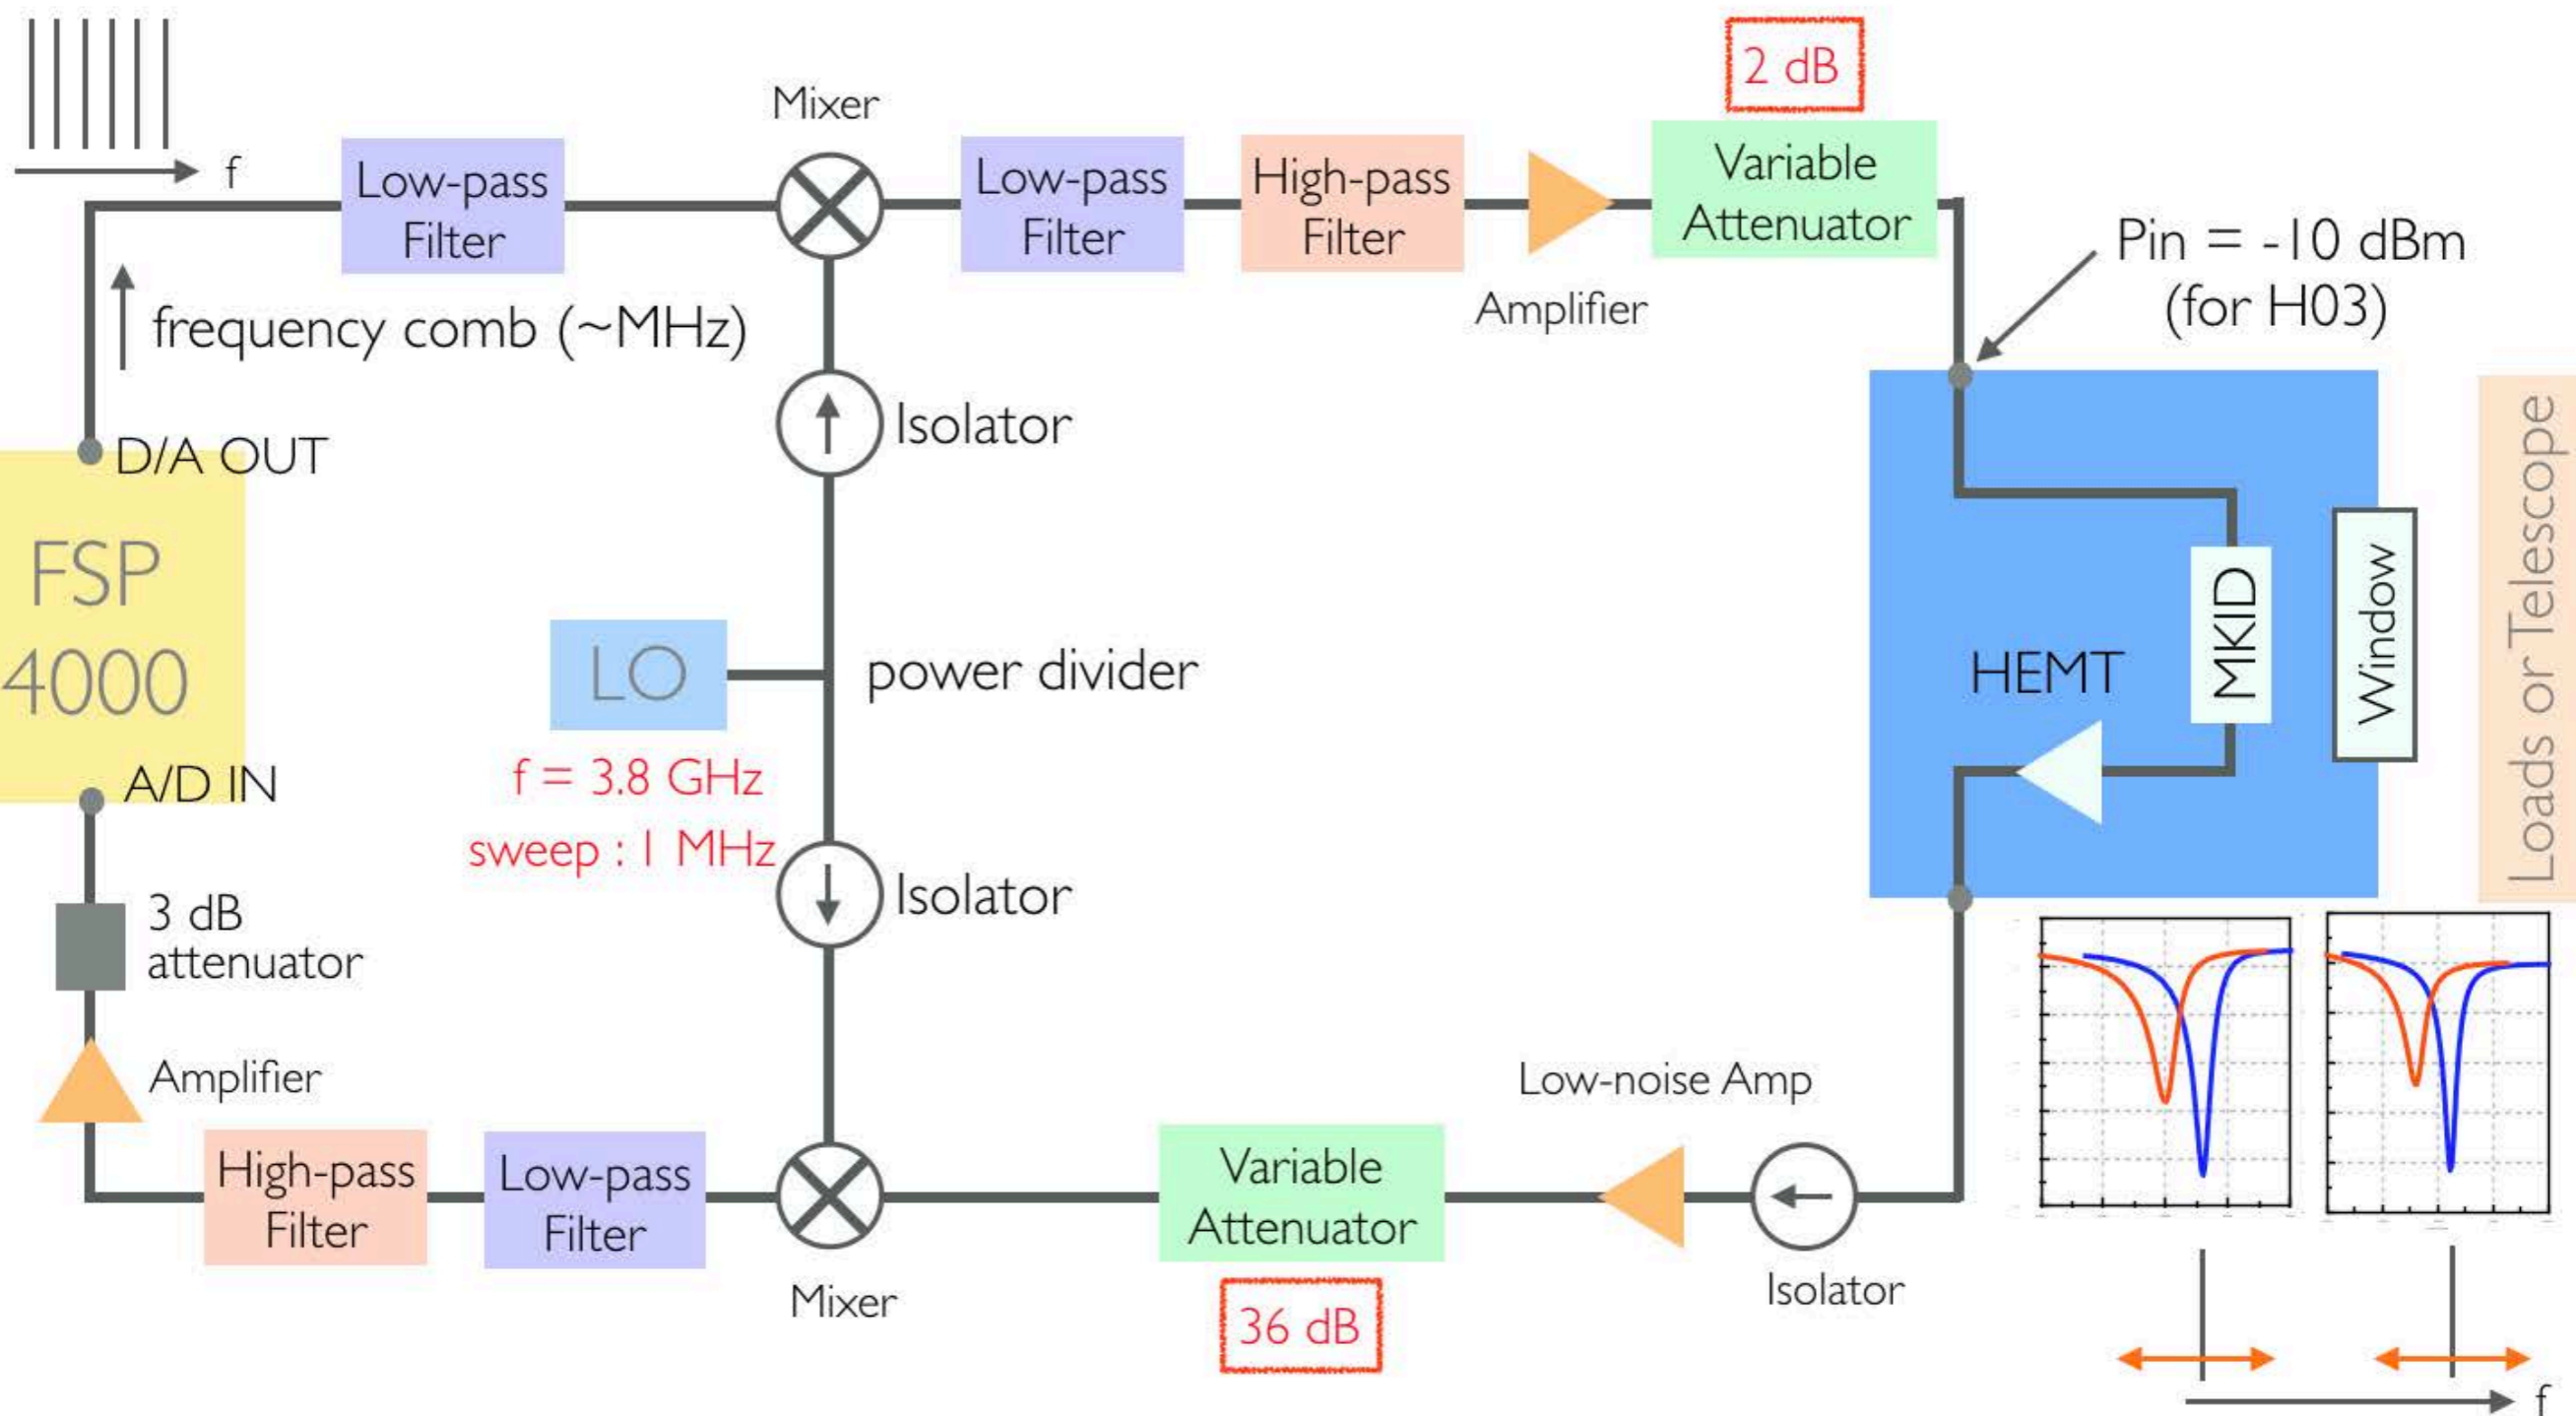 2 dB
Mixer
f
Low-pass
Filter
Low-pass
Filter
High-pass
Filter
Variable
Attenuator
Amplifier
Pin = -10 dBm
(for H03)
frequency comb (~MHz)
Isolator
D/A OUT
FSP
4000
A/D IN
LO
power divider
f = 3.8 GHz
sweep : 1 MHz
HEMT
MKID
Window
Loads or Telescope
Isolator
3 dB
attenuator
Amplifier
Low-noise Amp
High-pass
Filter
Low-pass
Filter
Variable
Attenuator
Mixer
Isolator
36 dB
f